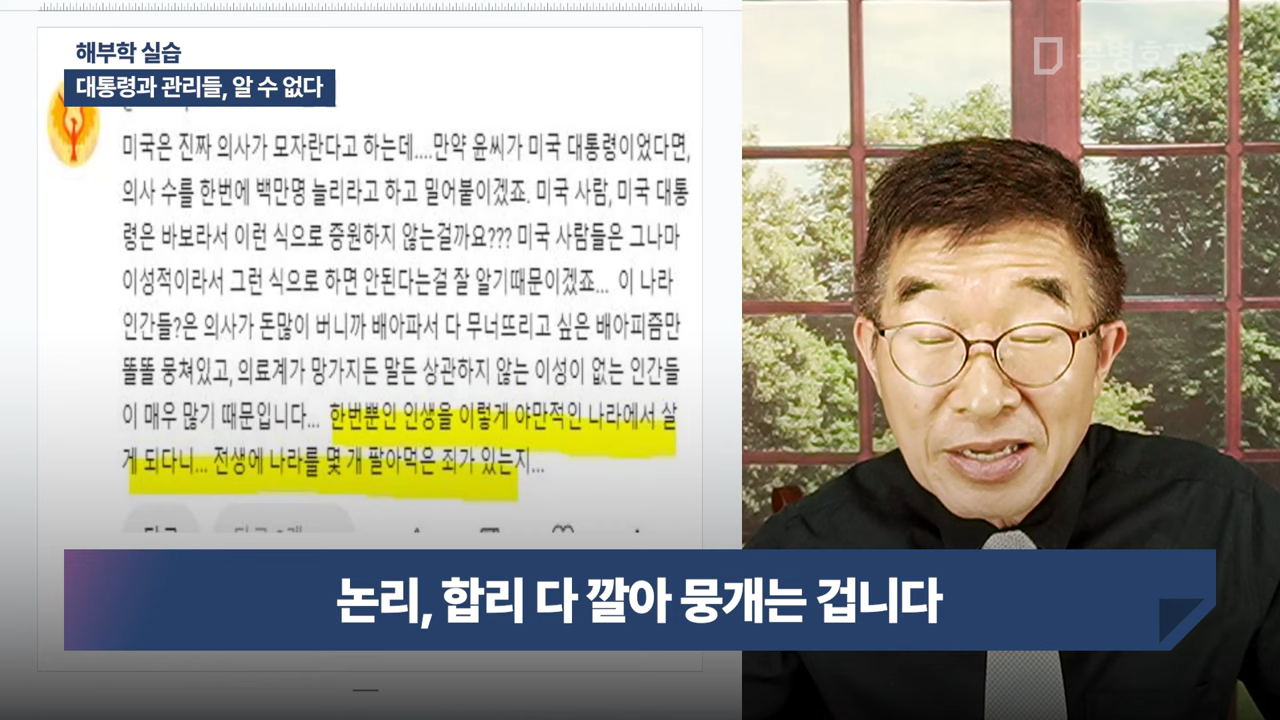 해부학 실습
대통령과 관리들, 알 수 없다
미국은 진짜 의사가 모자란다고 하는데....만약 윤씨가 미국 대통령이었다면,
의사 수를 한번에 백만명 늘리라고 하고 밀어붙이겠죠. 미국 사람, 미국 대통
령은 바보라서 이런 식으로 증원하지 않는걸까요??? 미국 사람들은 그나마
이성적이라서 그런 식으로 하면 안된다는걸 잘 알기때문이겠죠... 이 나라
인간들?은 의사가 돈많이 버니까 배아파서 다 무너뜨리고 싶은 배아피즘만
똘똘 뭉쳐있고, 의료계가 망가지든 말든 상관하지 않는 이성이 없는 인간들
이 매우 많기 때문입니다... 한번뿐인 인생을 이렇게 야만적인 나라에서 살
게 되다니... 전생에 나라를 몇 개 팔아먹은 죄가 있는지...
논리, 합리 다 깔아 뭉개는 겁니다